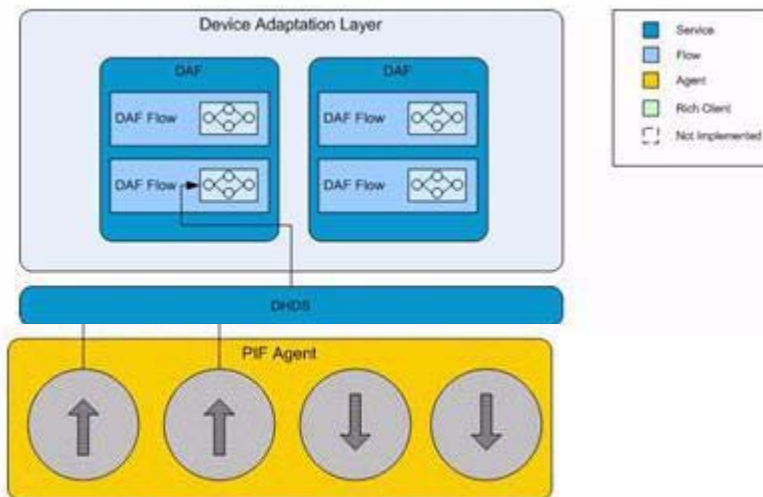 Device Adaptation Layer
DAF
DAF
DAF Flow
DAF Flow
DAF Flow
DAF Flow
DHDS
PIF Agent
Service
Flow
Agent
Rich Client
Not Implemented